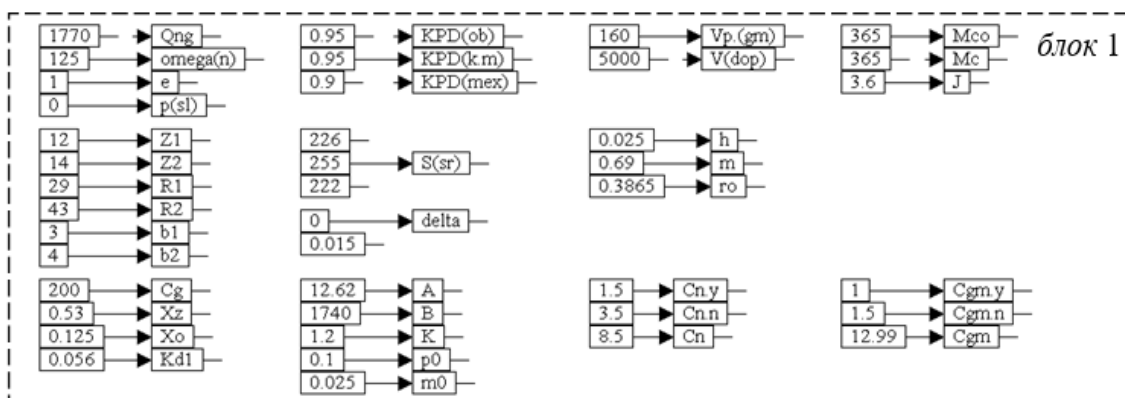 1770 Qng 0.95 KPD(ob) 160 Vp.(gm) 365 Mco блок 1
125 omega(n) 0.95 KPD(k.m) 5000 V(dop) 365 Mc
1 e 0.9 KPD(mex) 3.6 J
0 p(sl)
12 Z1 226 0.025 h
14 Z2 255 S(sr) 0.69 m
29 R1 222 0.3865 ro
43 R2
3 b1 0 delta
4 b2 0.015
200 Cg 12.62 A 1.5 Cn.y 1 Cgm.y
0.53 Xz 1740 B 3.5 Cn.n 1.5 Cgm.n
0.125 Xo 1.2 K 8.5 Cn 12.99 Cgm
0.056 Kd1 0.1 p0
0.025 m0